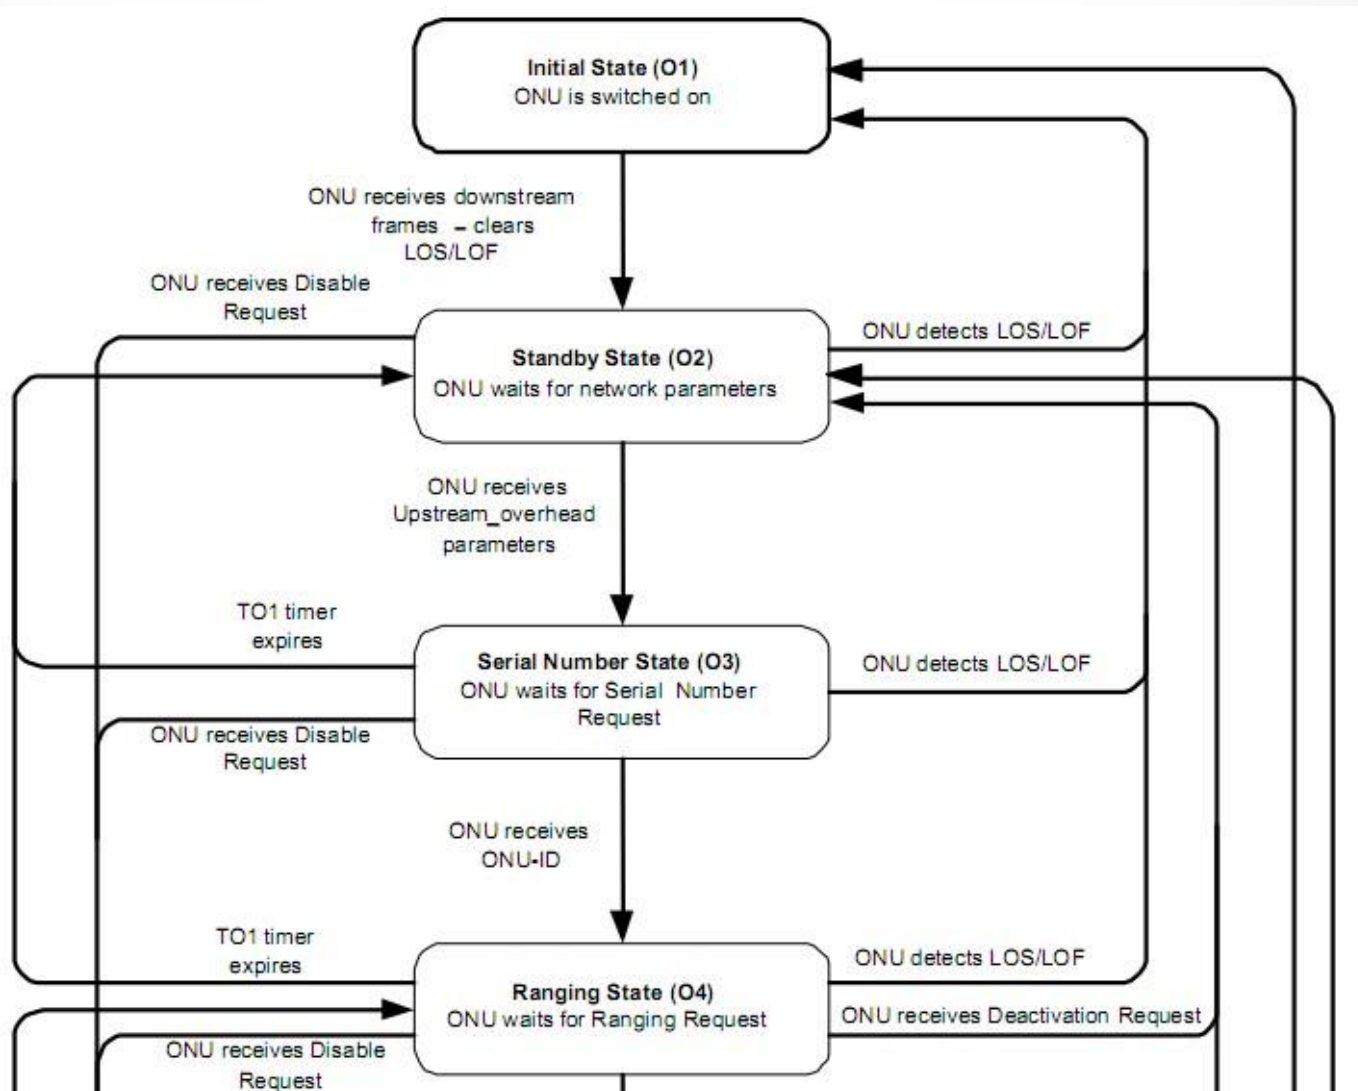 Initial State (O1)
ONU is switched on
ONU receives downstream
frames – clears
LOS/LOF
ONU receives Disable
Request
ONU detects LOS/LOF
Standby State (O2)
ONU waits for network parameters
ONU receives
Upstream_overhead
parameters
TO1 timer
expires
Serial Number State (O3)
ONU waits for Serial Number
Request
ONU detects LOS/LOF
ONU receives Disable
Request
ONU receives
ONU-ID
TO1 timer
expires
ONU detects LOS/LOF
Ranging State (O4)
ONU waits for Ranging Request
ONU receives Deactivation Request
ONU receives Disable
Request